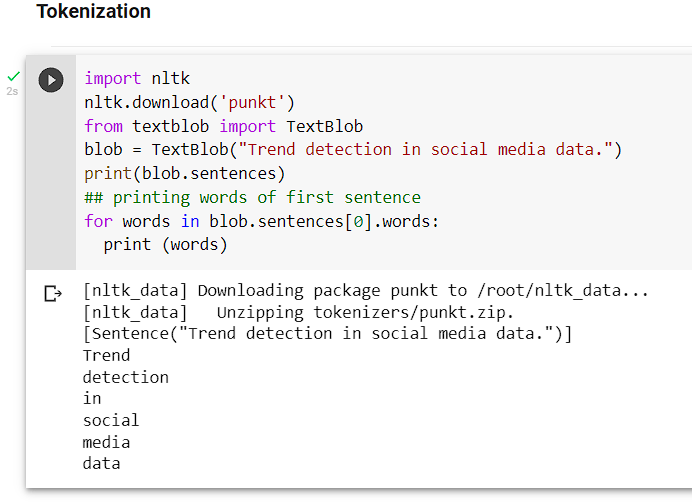 Tokenization
2s
import nltk
nltk.download('punkt')
from textblob import TextBlob
blob = TextBlob("Trend detection in social media data.")
print(blob.sentences)
## printing words of first sentence
for words in blob.sentences[0].words:
  print (words)
[nltk_data] Downloading package punkt to /root/nltk_data...
[nltk_data]   Unzipping tokenizers/punkt.zip.
[Sentence("Trend detection in social media data.")]
Trend
detection
in
social
media
data